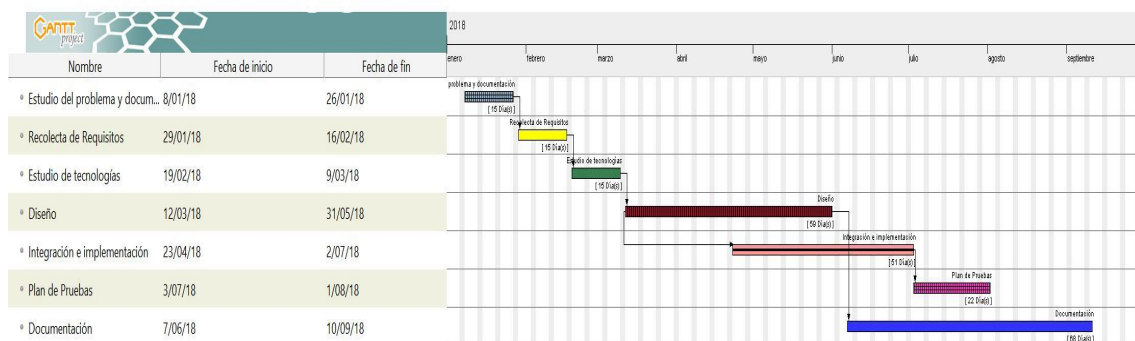 GANTT
project
2018
Nombre Fecha de inicio Fecha de fin
enero febrero marzo abril mayo junio julio agosto septiembre
Estudio del problema y docum... 8/01/18 26/01/18
problema y documentación
[ 15 Día(s) ]
Recolecta de Requisitos 29/01/18 16/02/18
Recolecta de Requisitos
[ 15 Día(s) ]
Estudio de tecnologías 19/02/18 9/03/18
Estudio de tecnologías
[ 15 Día(s) ]
Diseño 12/03/18 31/05/18
Diseño
[ 59 Día(s) ]
Integración e implementación 23/04/18 2/07/18
Integración e implementación
[ 51 Día(s) ]
Plan de Pruebas 3/07/18 1/08/18
Plan de Pruebas
[ 22 Día(s) ]
Documentación 7/06/18 10/09/18
Documentación
[ 68 Día(s) ]